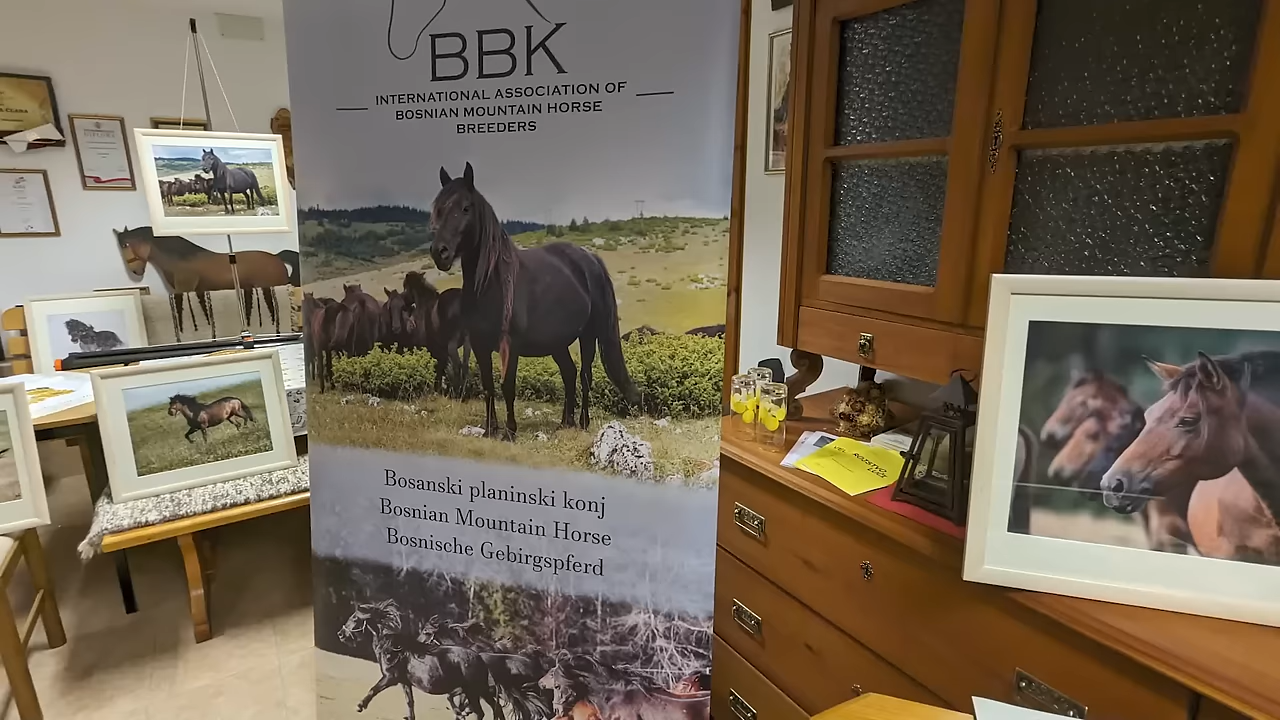 BBK
INTERNATIONAL ASSOCIATION OF
BOSNIAN MOUNTAIN HORSE
BREEDERS
Bosanski planinski konj
Bosnian Mountain Horse
Bosnische Gebirgspferd